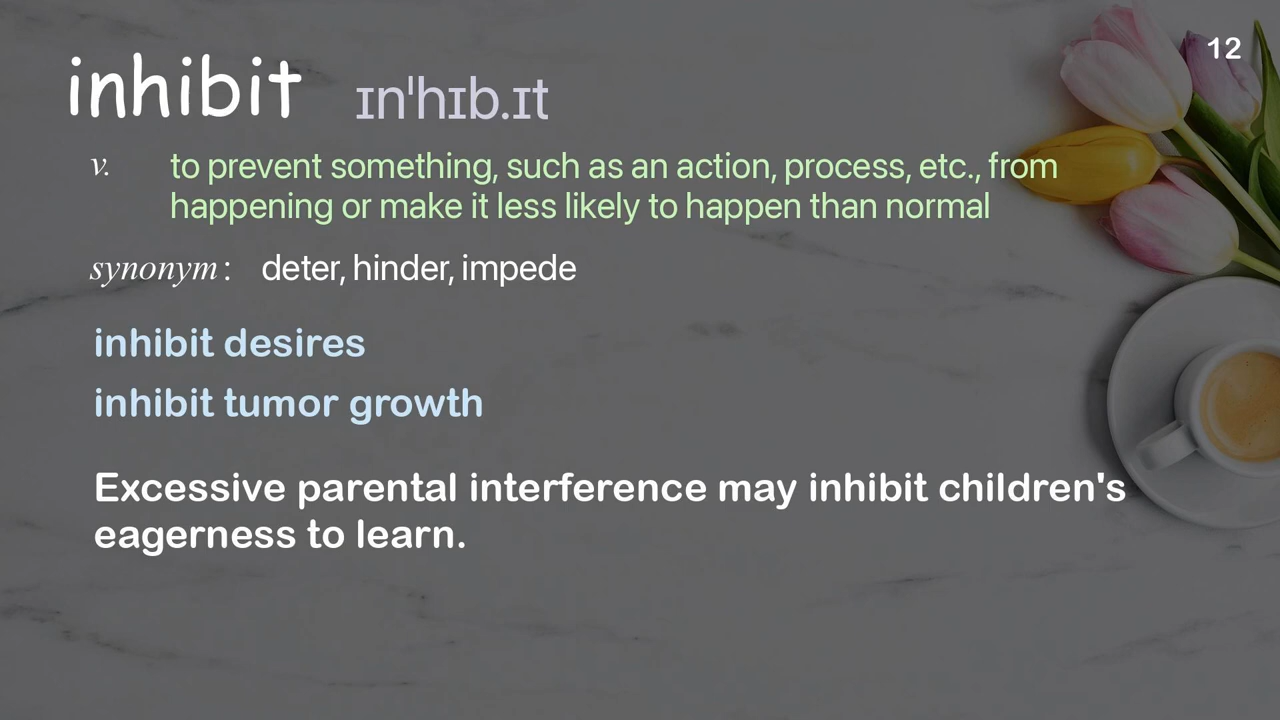 12
inhibit ɪn'hɪb.ɪt
v. to prevent something, such as an action, process, etc., from
happening or make it less likely to happen than normal
synonym: deter, hinder, impede
inhibit desires
inhibit tumor growth
Excessive parental interference may inhibit children's
eagerness to learn.